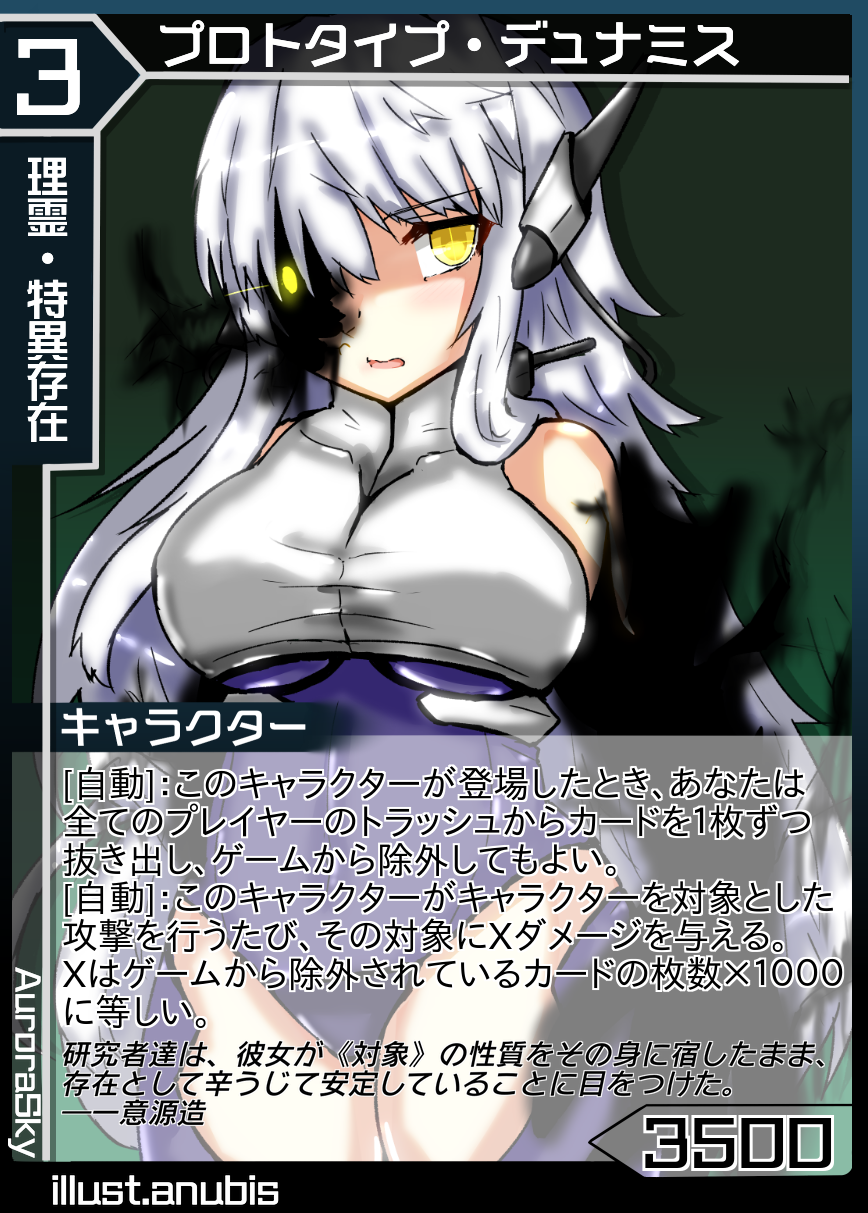 3
プロトタイプ・デュナミス
理霊・特異存在
キャラクター
[自動]：このキャラクターが登場したとき、あなたは
全てのプレイヤーのトラッシュからカードを1枚ずつ
抜き出し、ゲームから除外してもよい。
[自動]：このキャラクターがキャラクターを対象とした
攻撃を行うたび、その対象にXダメージを与える。
Xはゲームから除外されているカードの枚数×1000
に等しい。
研究者達は、彼女が《対象》の性質をその身に宿したまま、
存在として辛うじて安定していることに目をつけた。
――意源造
3500
AuroraSky
illust.anubis